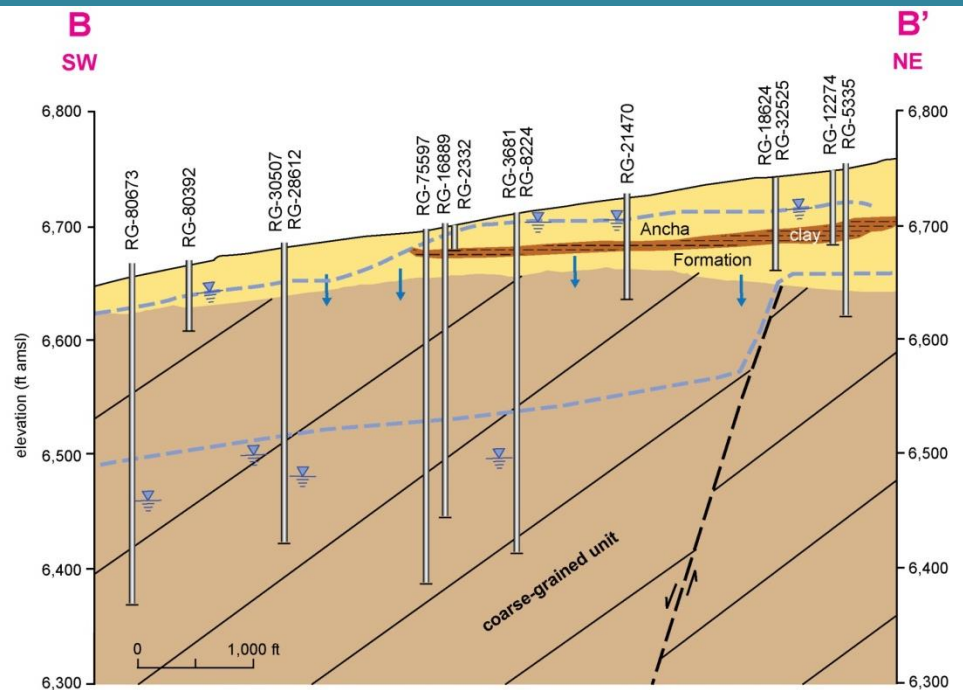 B
SW
B'
NE
6,800
6,700
6,600
6,500
6,400
6,300
elevation (ft amsl)
RG-80673
RG-80392
RG-30507
RG-28612
RG-75597
RG-16889
RG-2332
RG-3681
RG-8224
RG-21470
RG-18624
RG-32525
RG-12274
RG-5335
6,800
6,700
6,600
6,500
6,400
6,300
Ancha
clay
Formation
coarse-grained unit
0
1,000 ft